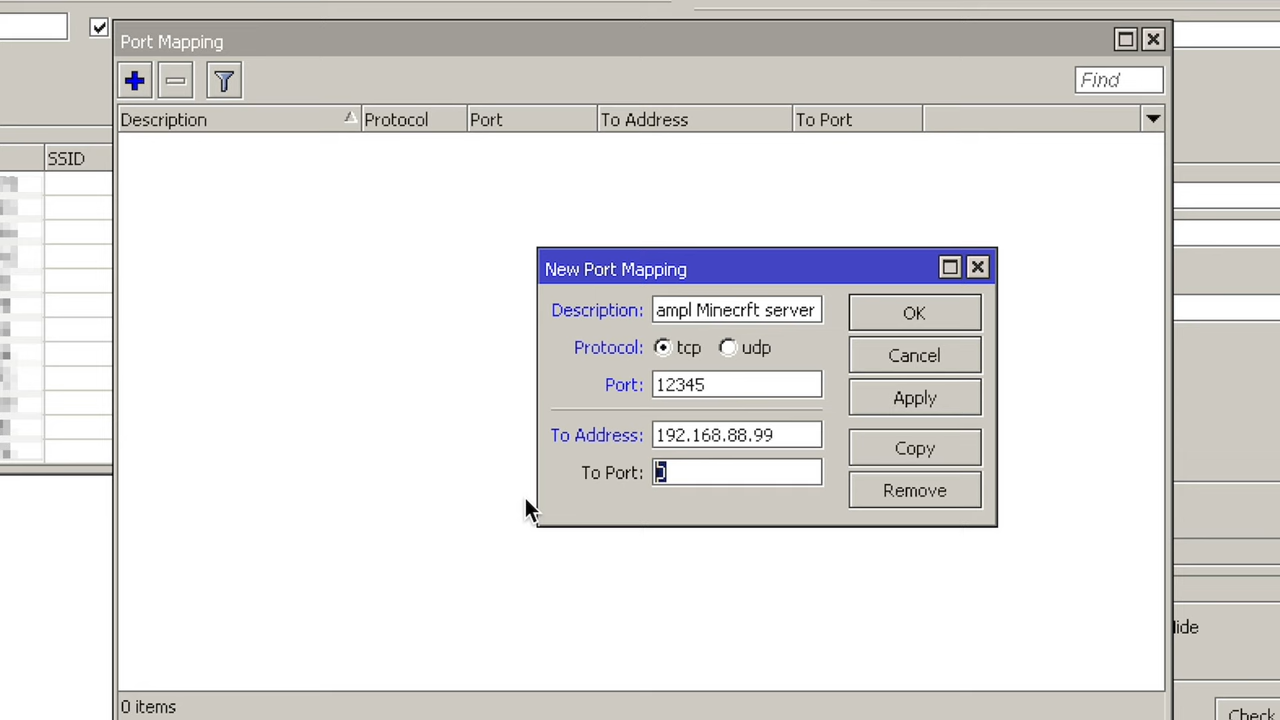 Port Mapping
Find
Description Protocol Port To Address To Port
SSID
New Port Mapping
Description: ampl Minecrft server
OK
Protocol: tcp udp
Cancel
Port: 12345
Apply
To Address: 192.168.88.99
Copy
To Port: 0
Remove
lide
0 items
Check